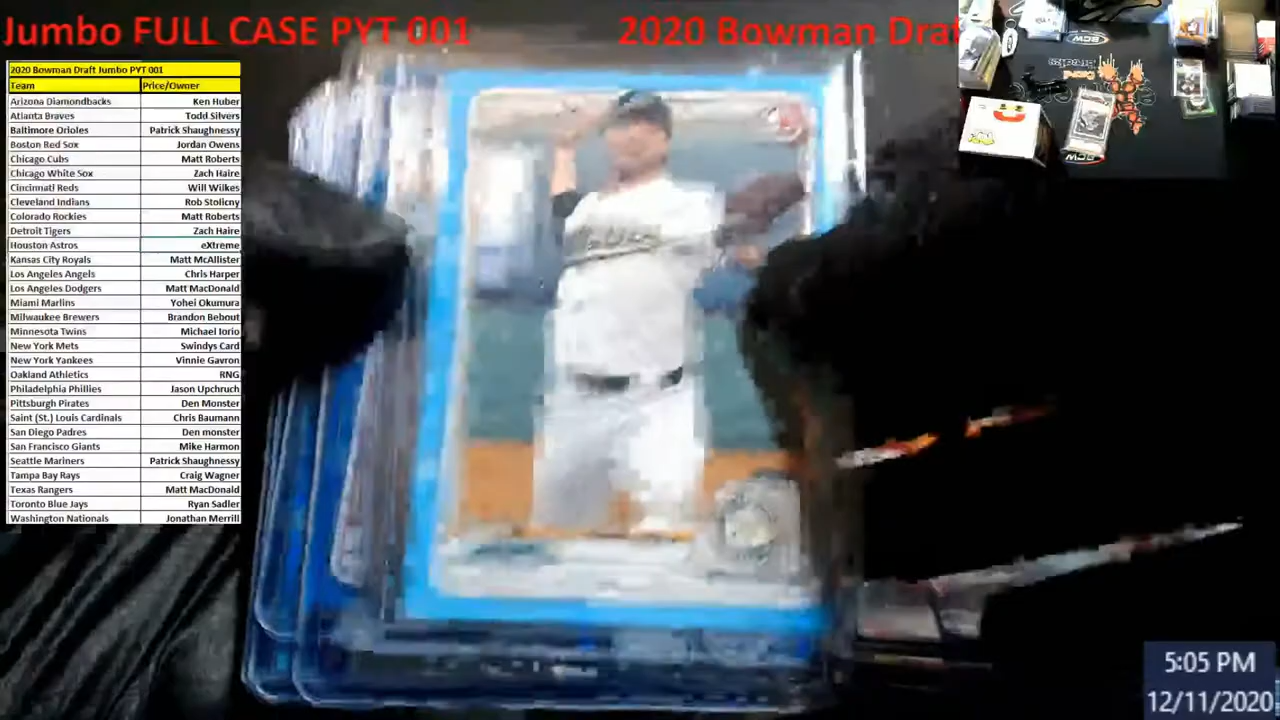 Jumbo FULL CASE PYT 001 2020 Bowman Draf
2020 Bowman Draft Jumbo PYT 001
Team Price/Owner
Arizona Diamondbacks Ken Huber
Atlanta Braves Todd Silvers
Baltimore Orioles Patrick Shaughnessy
Boston Red Sox Jordan Owens
Chicago Cubs Matt Roberts
Chicago White Sox Zach Haire
Cincinnati Reds Will Wilkes
Cleveland Indians Rob Stolicny
Colorado Rockies Matt Roberts
Detroit Tigers Zach Haire
Houston Astros eXtreme
Kansas City Royals Matt McAllister
Los Angeles Angels Chris Harper
Los Angeles Dodgers Matt MacDonald
Miami Marlins Yohei Okumura
Milwaukee Brewers Brandon Bebout
Minnesota Twins Michael Iorio
New York Mets Swindys Card
New York Yankees Vinnie Gavron
Oakland Athletics RNG
Philadelphia Phillies Jason Upchruch
Pittsburgh Pirates Den Monster
Saint (St.) Louis Cardinals Chris Baumann
San Diego Padres Den monster
San Francisco Giants Mike Harmon
Seattle Mariners Patrick Shaughnessy
Tampa Bay Rays Craig Wagner
Texas Rangers Matt MacDonald
Toronto Blue Jays Ryan Sadler
Washington Nationals Jonathan Merrill
BCW
BCW
5:05 PM
12/11/2020